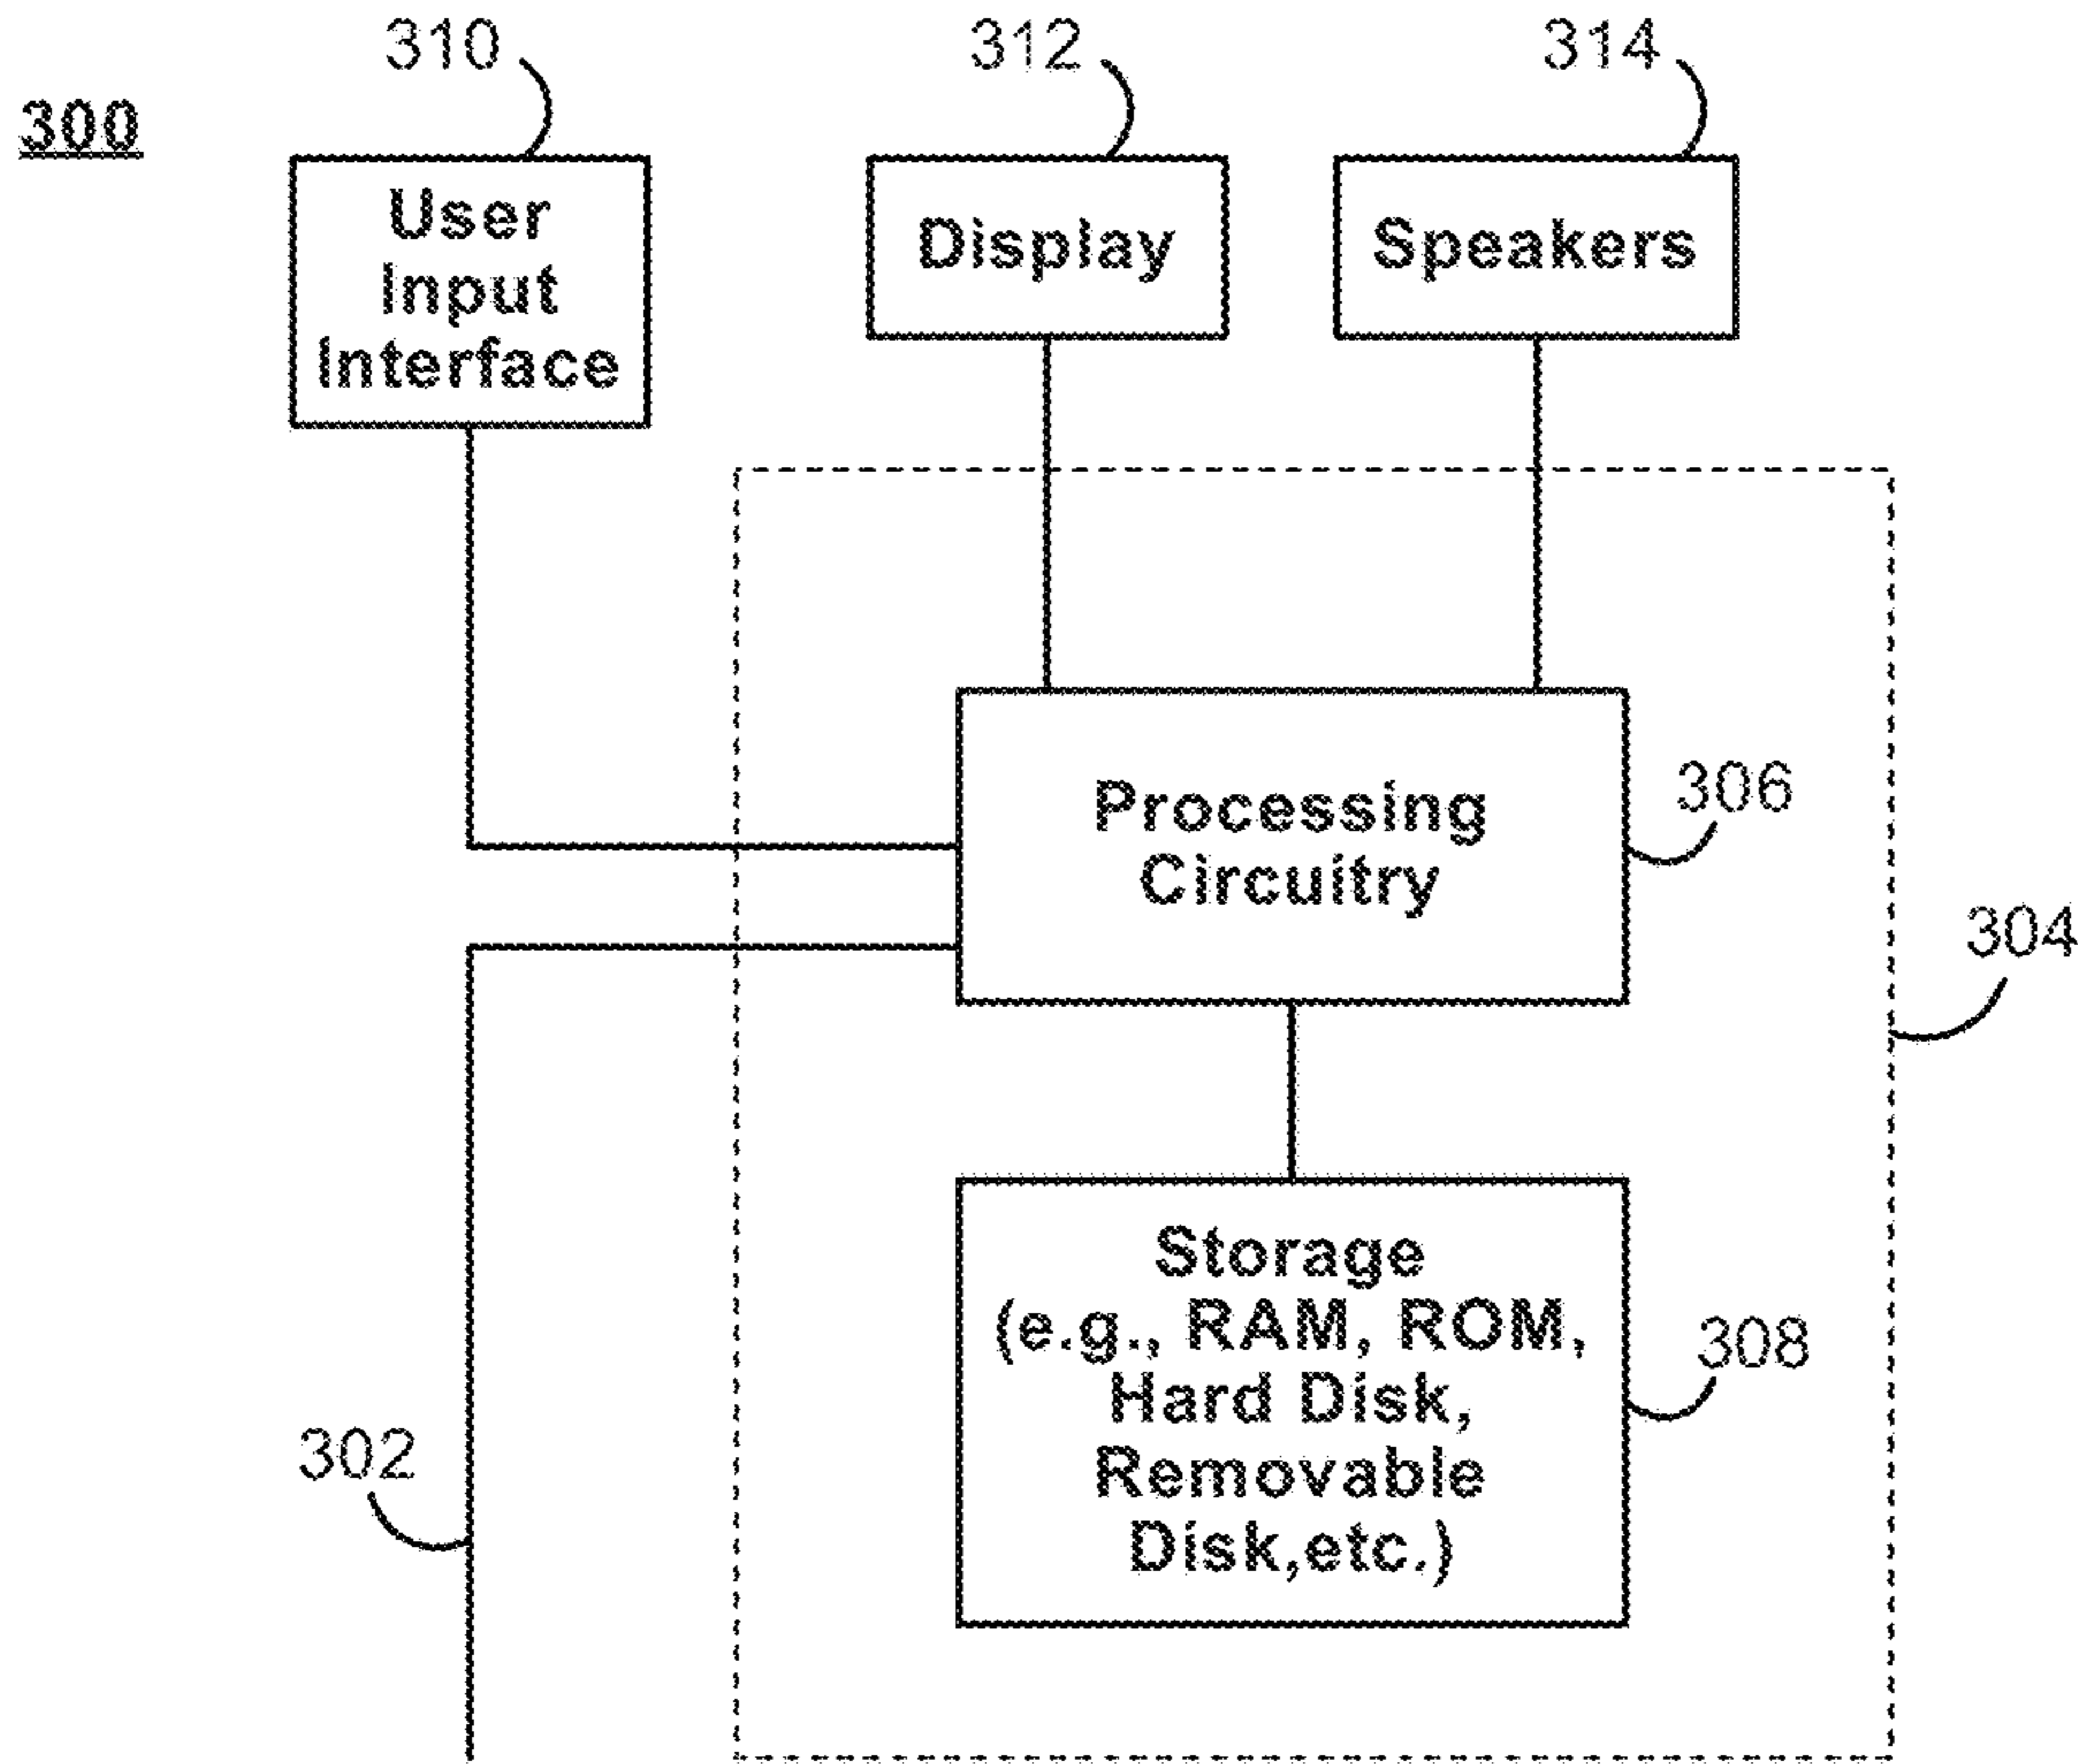 310
312
314
300
User
Input
Interface
Display
Speakers
Processing
Circuitry
306
304
Storage
(e.g., RAM, ROM,
Hard Disk,
Removable
Disk,etc.)
308
302